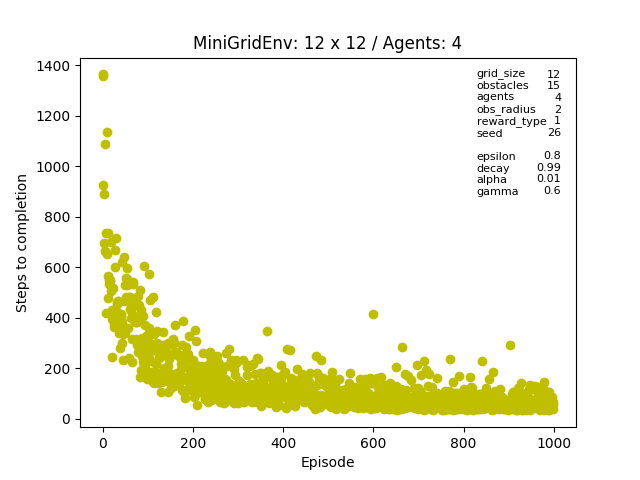 MiniGridEnv: 12 x 12 / Agents: 4
1400
1200
1000
800
600
400
200
0
Steps to completion
grid_size 12
obstacles 15
agents 4
obs_radius 2
reward_type 1
seed 26
epsilon 0.8
decay 0.99
alpha 0.01
gamma 0.6
0 200 400 600 800 1000
Episode